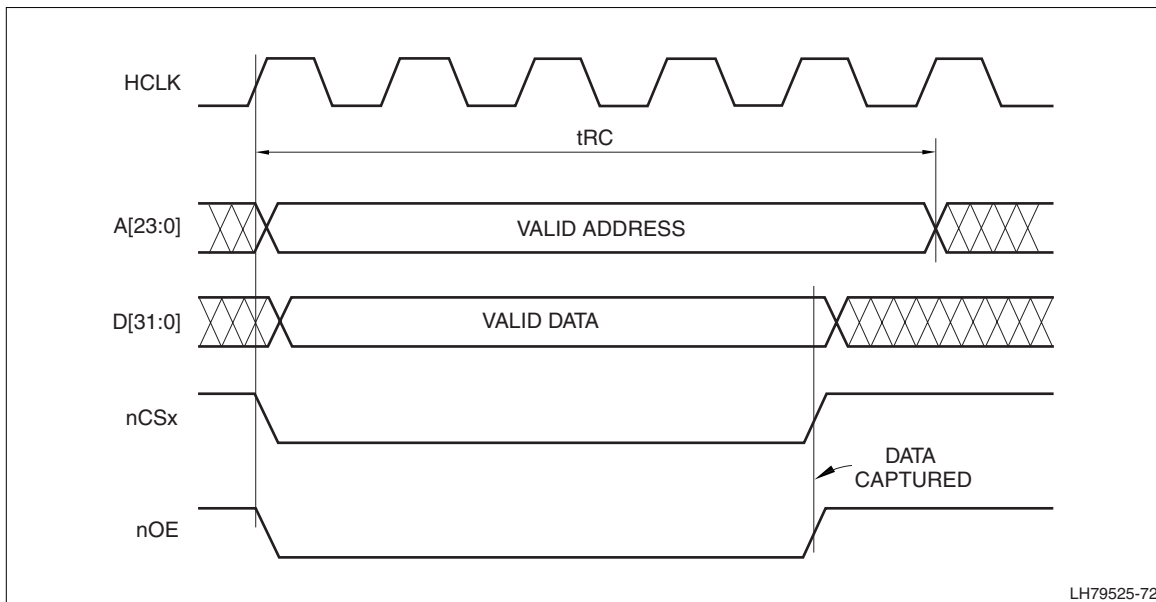 HCLK
tRC
A[23:0]
VALID ADDRESS
D[31:0]
VALID DATA
nCSx
DATA
CAPTURED
nOE
LH79525-72